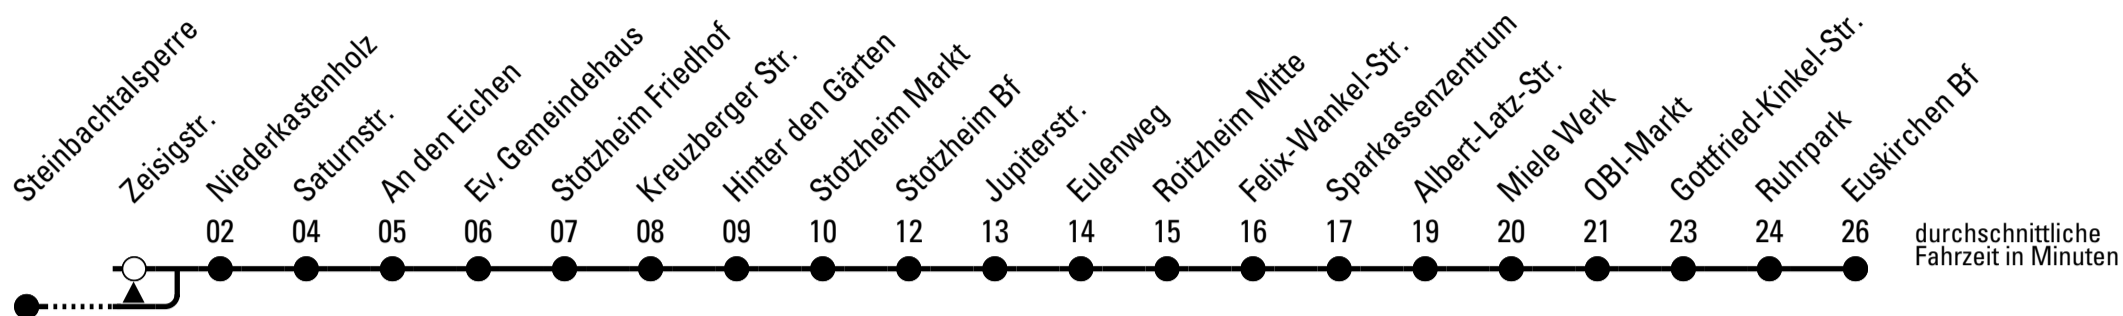 Steinbachtalsperre
Zeisigstr.
Niederkastenholz
Saturnstr.
An den Eichen
Ev. Gemeindehaus
Stotzheim Friedhof
Kreuzberger Str.
Hinter den Gärten
Stotzheim Markt
Stotzheim Bf
Jupiterstr.
Eulenweg
Roitzheim Mitte
Felix-Wankel-Str.
Sparkassenzentrum
Albert-Latz-Str.
Miele Werk
OBI-Markt
Gottfried-Kinkel-Str.
Ruhrpark
Euskirchen Bf
02 04 05 06 07 08 09 10 12 13 14 15 16 17 19 20 21 23 24 26
durchschnittliche
Fahrzeit in Minuten